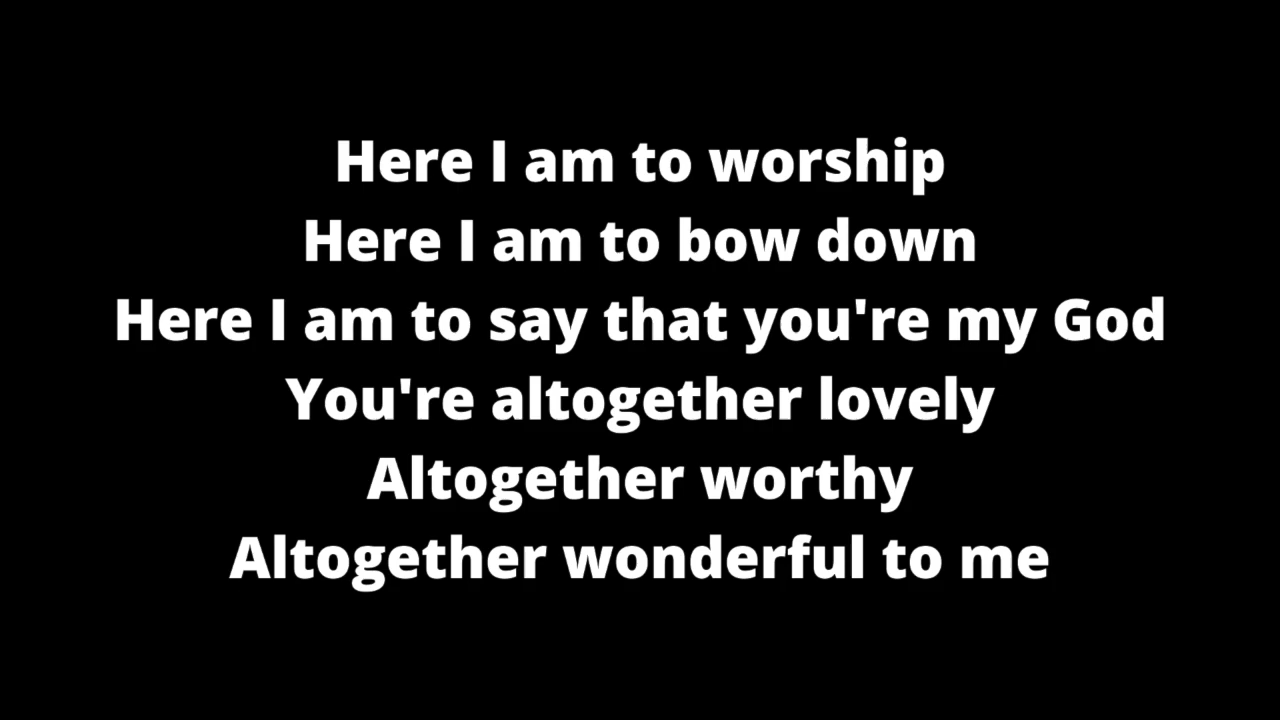 Here I am to worship
Here I am to bow down
Here I am to say that you're my God
You're altogether lovely
Altogether worthy
Altogether wonderful to me